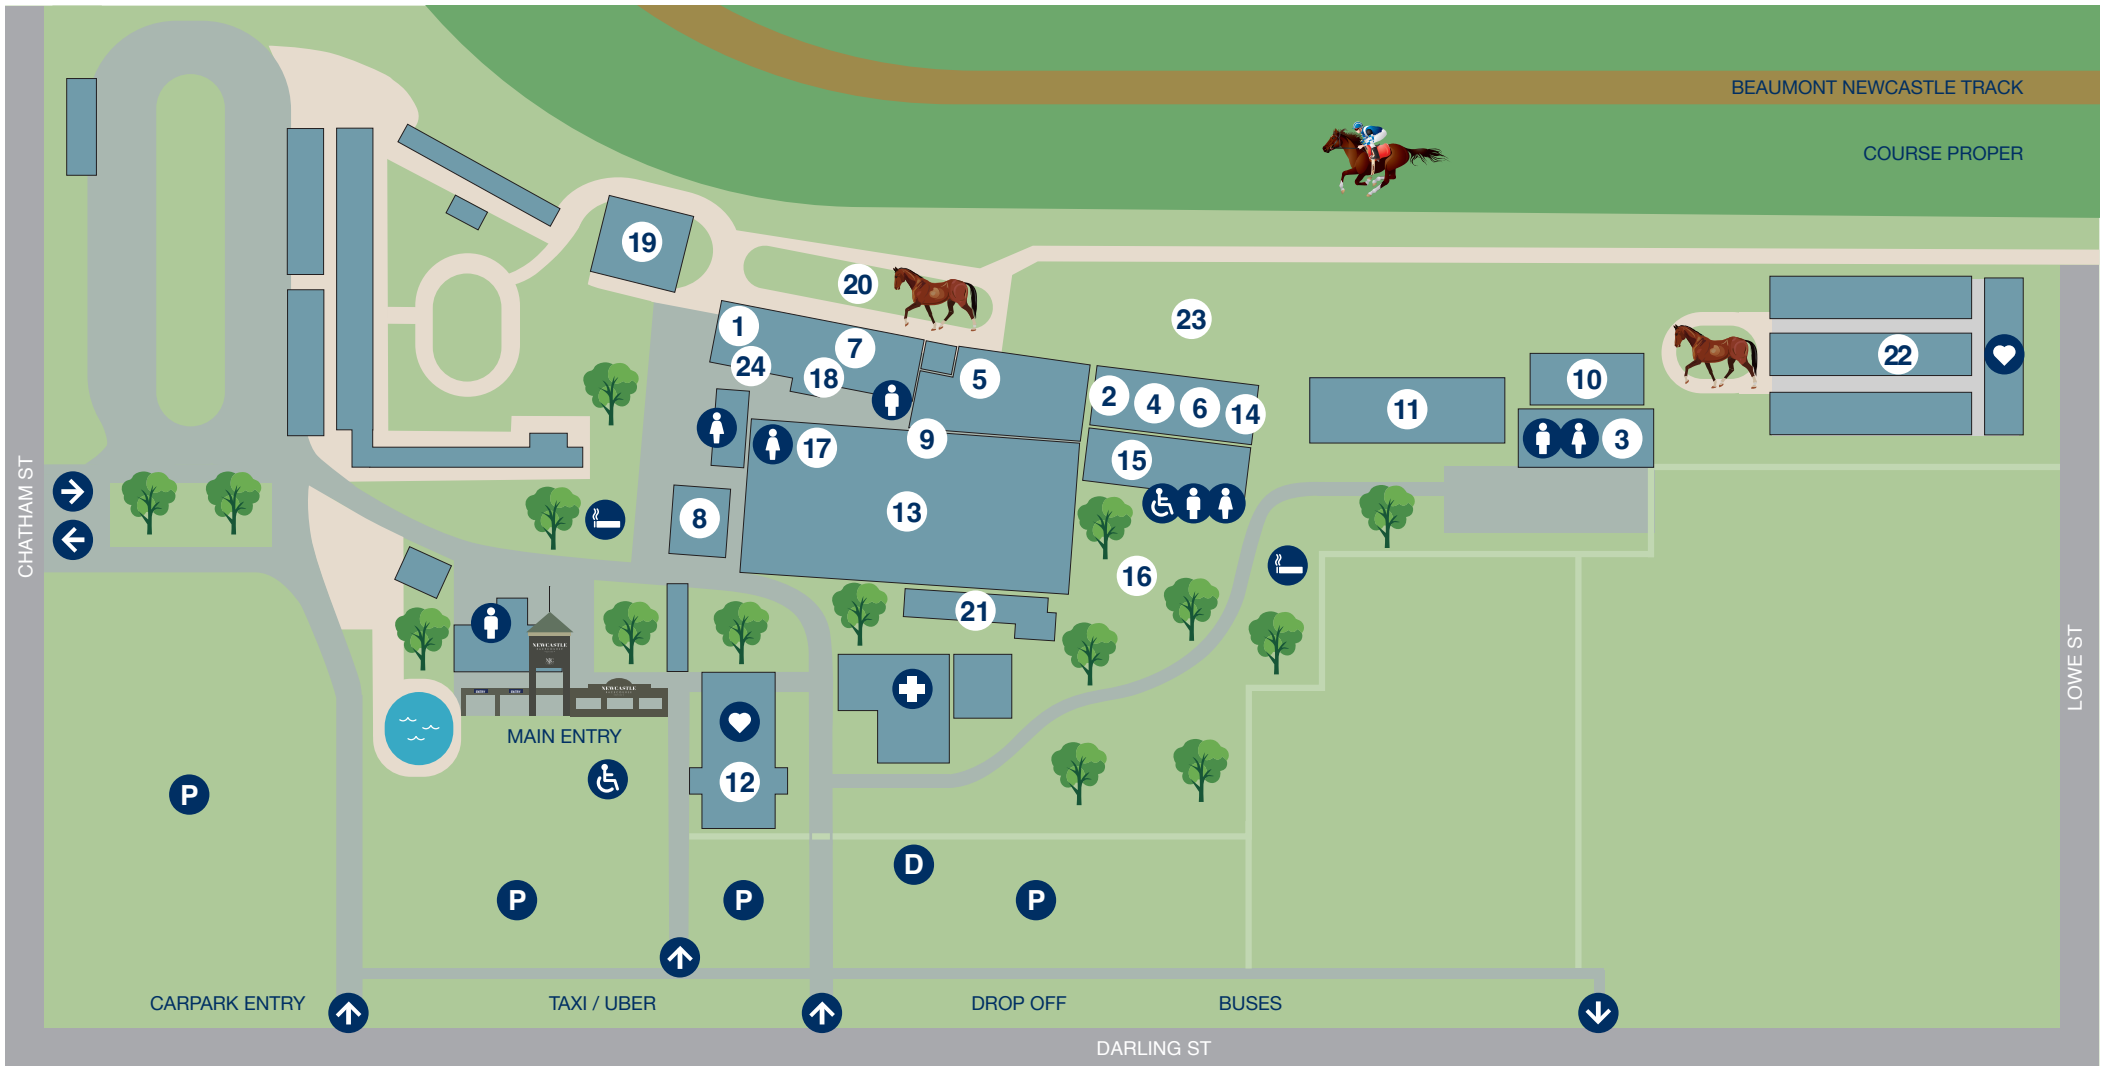 BEAUMONT NEWCASTLE TRACK
COURSE PROPER
19
20
23
1
7
24
18
5
2
4
6
14
10
22
11
3
9
17
15
8
13
16
21
NEWCASTLE
NEWCASTLE
MAIN ENTRY
12
P
D
P
P
P
CARPARK ENTRY
TAXI / UBER
DROP OFF
BUSES
DARLING ST
CHATHAM ST
LOWE ST